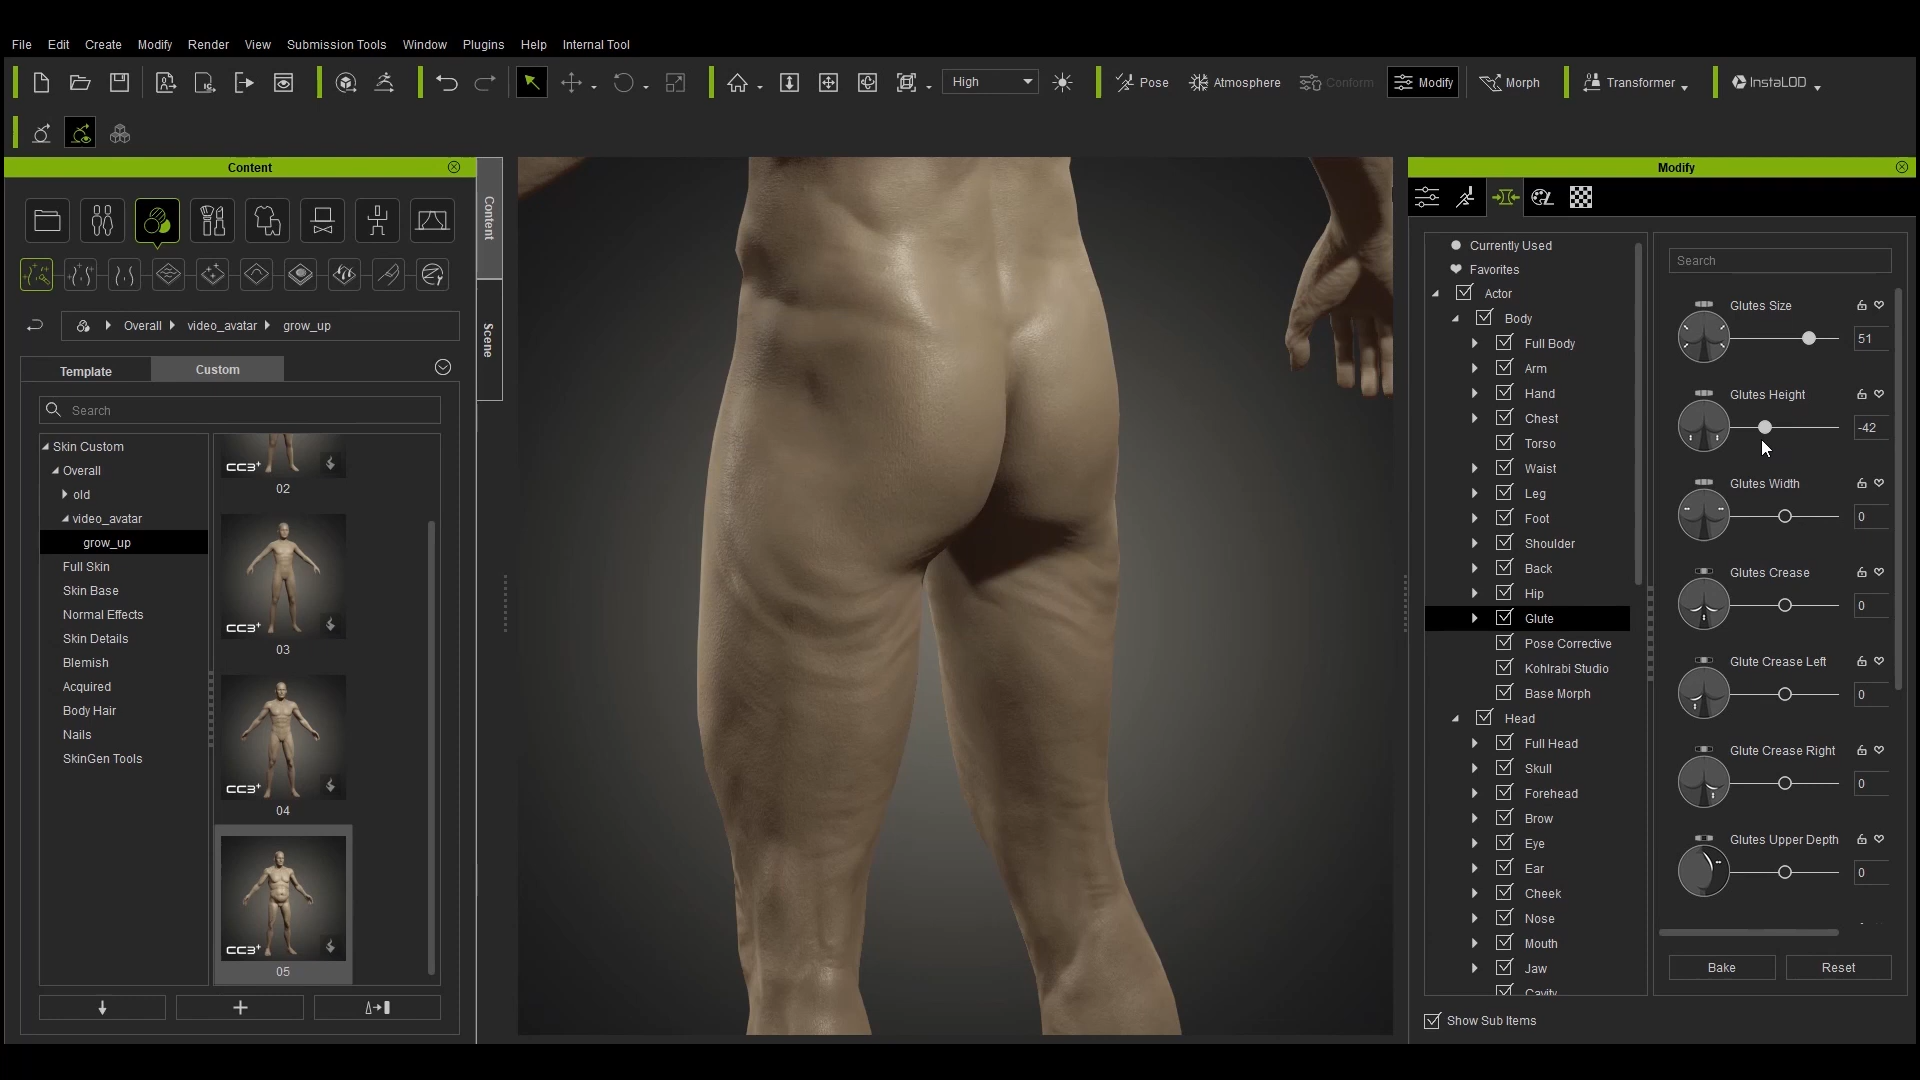 File Edit Create Modify Render View Submission Tools Window Plugins Help Internal Tool
High Pose Atmosphere Conform Modify Morph Transformer InstaLOD
Content
Content
Scene
Overall video_avatar grow_up
Template Custom
Search
Skin Custom
Overall
old
video_avatar
grow_up
Full Skin
Skin Base
Normal Effects
Skin Details
Blemish
Acquired
Body Hair
Nails
SkinGen Tools
CC3+
02
CC3+
03
CC3+
04
CC3+
05
Modify
Currently Used
Favorites
Actor
Body
Full Body
Arm
Hand
Chest
Torso
Waist
Leg
Foot
Shoulder
Back
Hip
Glute
Pose Corrective
Kohlrabi Studio
Base Morph
Head
Full Head
Skull
Forehead
Brow
Eye
Ear
Cheek
Nose
Mouth
Jaw
Cavity
Show Sub Items
Search
Glutes Size
51
Glutes Height
-42
Glutes Width
0
Glutes Crease
0
Glute Crease Left
0
Glute Crease Right
0
Glutes Upper Depth
0
Bake Reset